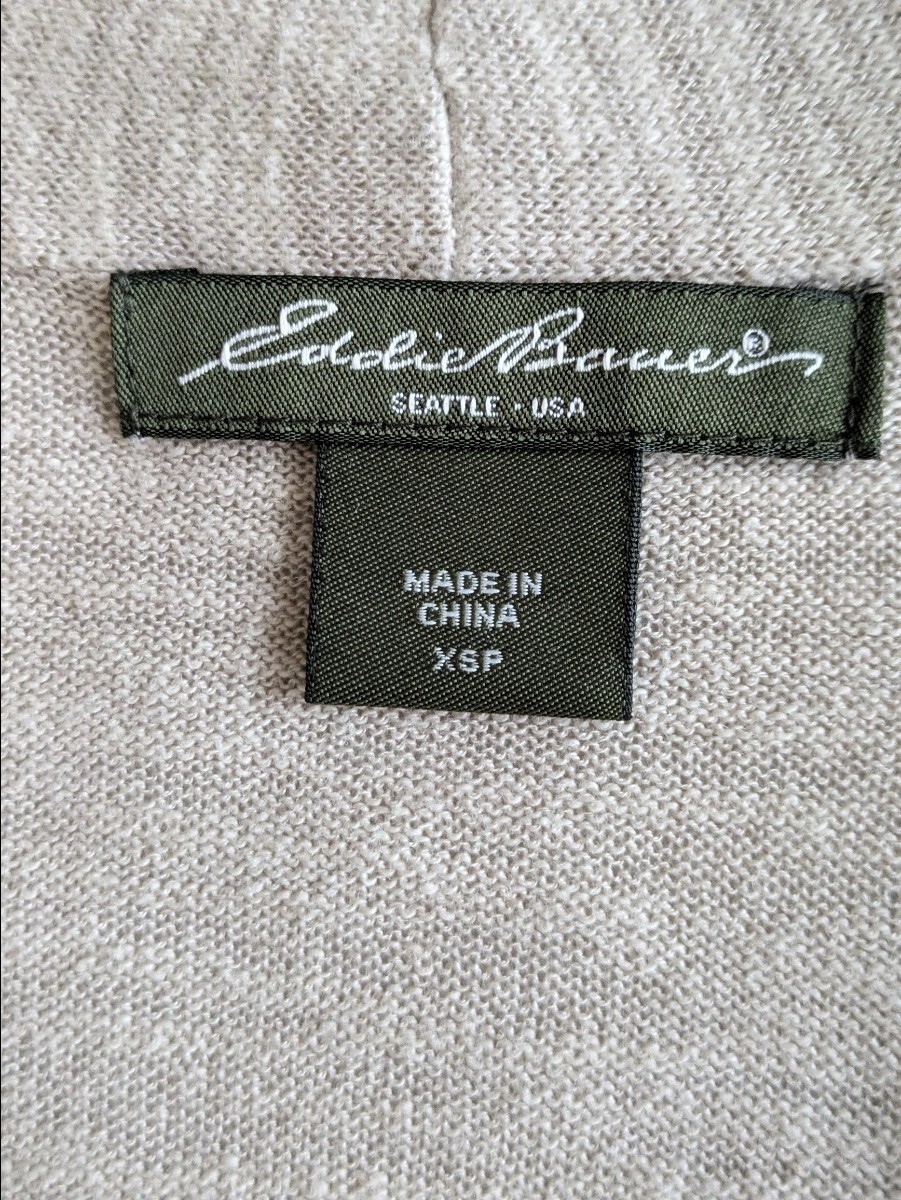 Eddie Bauer®
SEATTLE · USA
MADE IN
CHINA
XSP